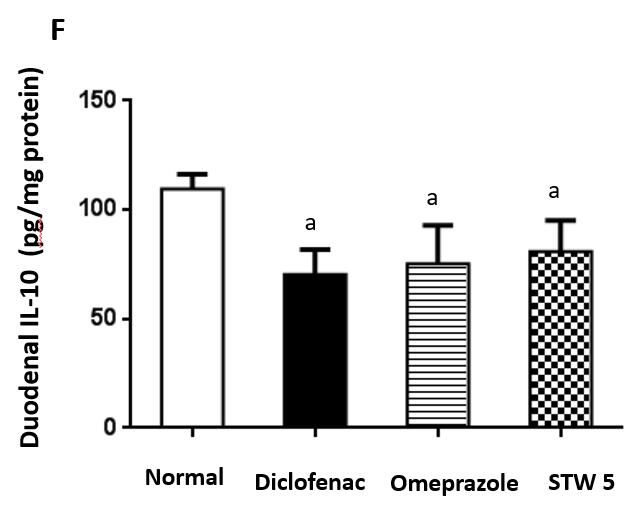 F
Duodenal IL-10 (pg/mg protein)
150
100
50
0
a
a
a
Normal
Diclofenac
Omeprazole
STW 5